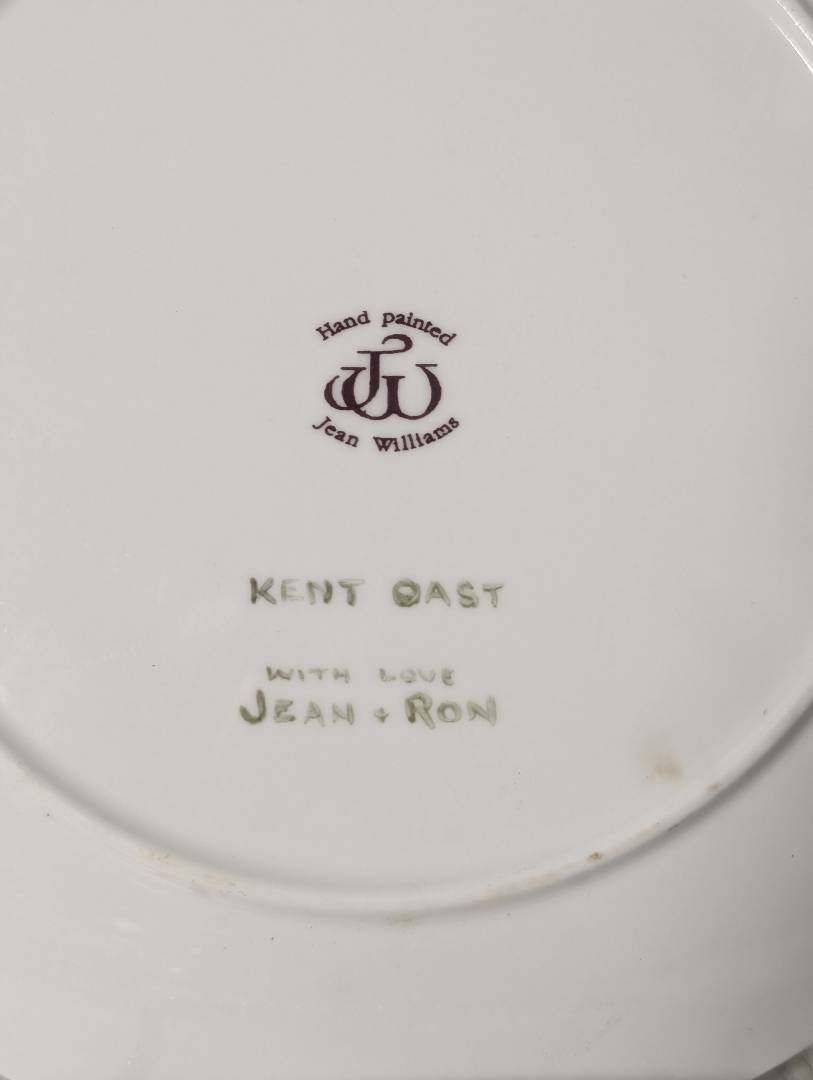 Hand painted
JW
Jean Williams
KENT OAST
WITH LOVE
JEAN + RON